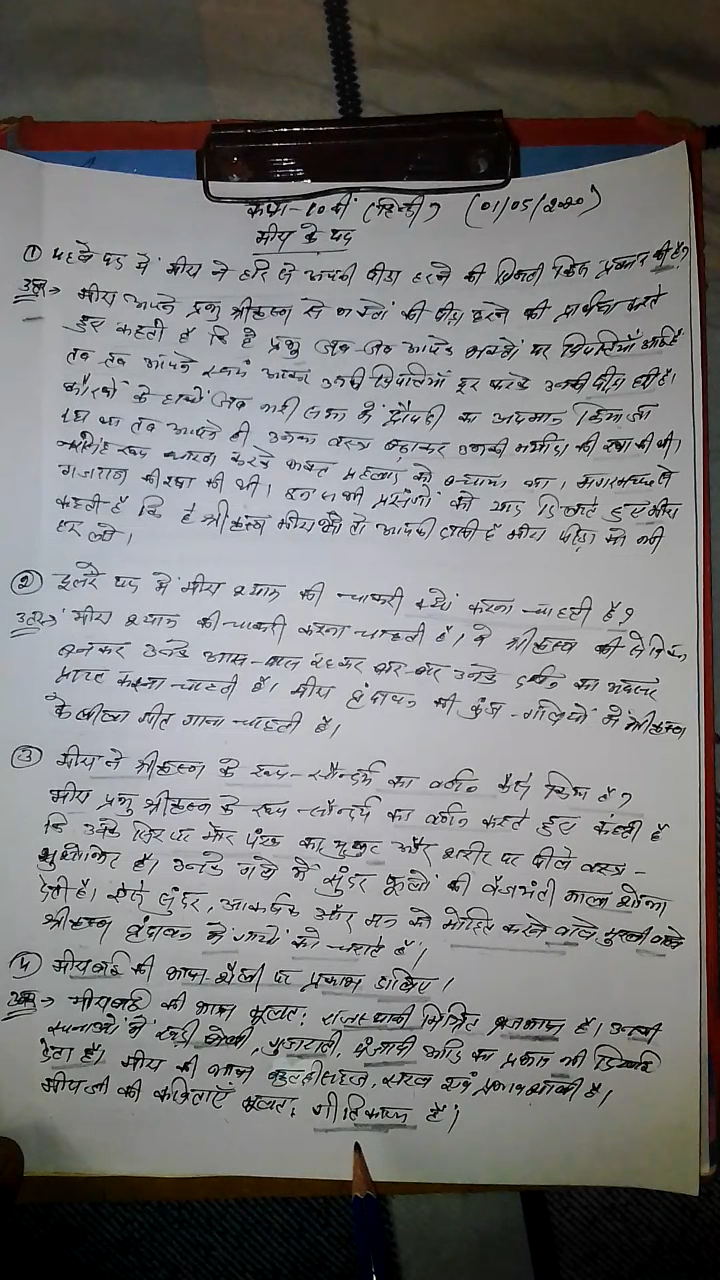 कक्षा-10वीं (हिन्दी) (01/05/2020)
मीरा के पद
① पहले पद में मीरा ने हरि से अपनी पीड़ा हरने की विनती किस प्रकार की है?
उत्तर→ मीरा अपने प्रभु श्रीकृष्ण से भक्तों की पीड़ा हरने की प्रार्थना करते
हुए कहती है कि हे प्रभु जब-जब आपके भक्तों पर विपत्तियाँ आई हैं
तब तब आपने स्वयं आकर उनकी विपत्तियाँ दूर करके उनकी पीड़ा हरी है।
कौरवों के हाथों जब भरी सभा में द्रौपदी का अपमान किया जा
रहा था तब आपने ही उनका वस्त्र बढ़ाकर उनकी मर्यादा की रक्षा की थी।
नरसिंह रूप धारण करके भक्त प्रहलाद को बचाया था। मगरमच्छ से
गजराज की रक्षा की थी। इन सभी प्रसंगों को याद दिलाते हुए मीरा
कहती है कि हे श्रीकृष्ण मीरा भी तो आपकी दासी है मीरा पीड़ा को भी
हर लो।
② दूसरे पद में मीरा श्याम की चाकरी क्यों करना चाहती है?
उत्तर→ मीरा श्याम की चाकरी करना चाहती है। वे श्रीकृष्ण की सेविका
बनकर उनके आस-पास रहकर बार-बार उनके दर्शन का अवसर
प्राप्त करना चाहती है। मीरा वृंदावन की कुंज-गलियों में श्रीकृष्ण
के लीला गीत गाना चाहती है।
③ मीरा ने श्रीकृष्ण के रूप-सौन्दर्य का वर्णन कैसे किया है?
मीरा प्रभु श्रीकृष्ण के रूप-सौन्दर्य का वर्णन करते हुए कहती है
कि उनके सिर पर मोर पंख का मुकुट और शरीर पर पीले वस्त्र-
सुशोभित है। उनके गले में सुंदर फूलों की वैजयंती माला शोभा
देती है। ऐसे सुंदर, आकर्षक और मन को मोहित करने वाले मुरली वाले
श्रीकृष्ण वृंदावन में गायों को चराते हैं।
④ मीराबाई की भाषा-शैली पर प्रकाश डालिए।
उत्तर→ मीराबाई की भाषा मूलत: राजस्थानी मिश्रित ब्रजभाषा है। उनकी
रचनाओं में खड़ी बोली, गुजराती, पंजाबी आदि का प्रभाव भी दिखाई
देता है। मीरा की भाषा बहुत ही सहज, सरल एवं प्रभावशाली है।
मीराजी की कविताएँ मूलत: गीतिकाव्य हैं।